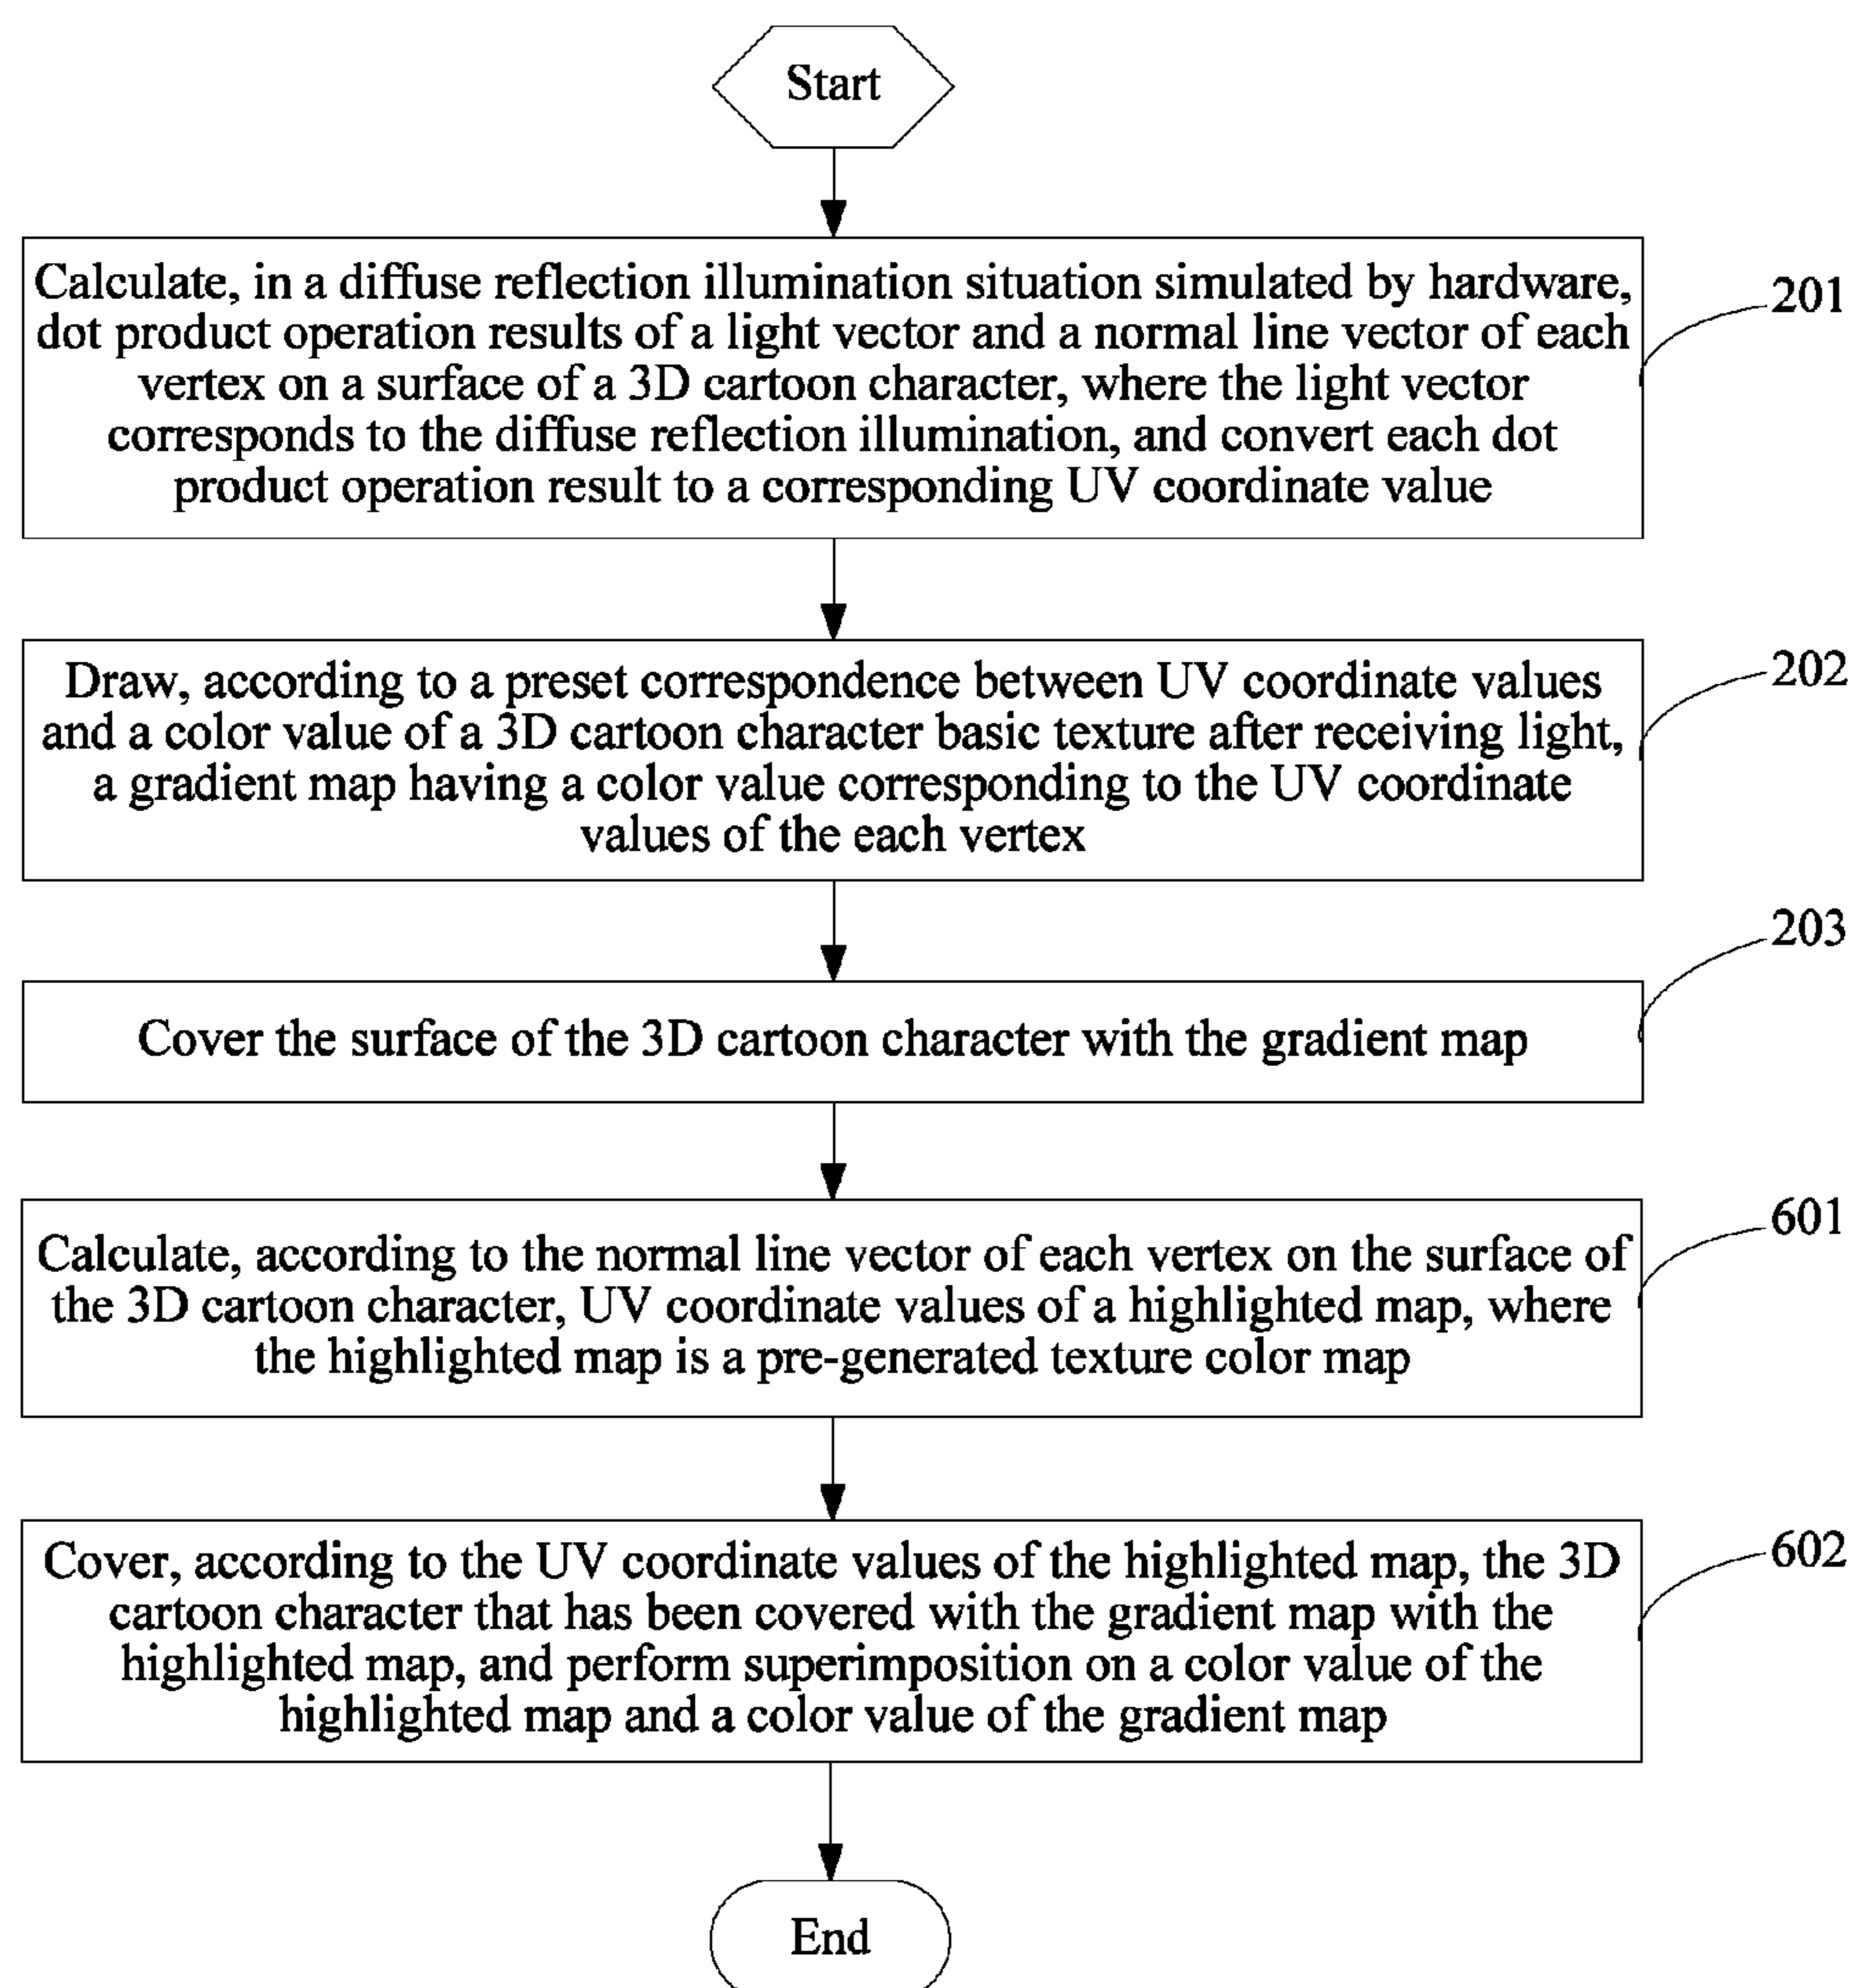 Start
Calculate, in a diffuse reflection illumination situation simulated by hardware,
dot product operation results of a light vector and a normal line vector of each
vertex on a surface of a 3D cartoon character, where the light vector
corresponds to the diffuse reflection illumination, and convert each dot
product operation result to a corresponding UV coordinate value
201
Draw, according to a preset correspondence between UV coordinate values
and a color value of a 3D cartoon character basic texture after receiving light,
a gradient map having a color value corresponding to the UV coordinate
values of the each vertex
202
Cover the surface of the 3D cartoon character with the gradient map
203
Calculate, according to the normal line vector of each vertex on the surface of
the 3D cartoon character, UV coordinate values of a highlighted map, where
the highlighted map is a pre-generated texture color map
601
Cover, according to the UV coordinate values of the highlighted map, the 3D
cartoon character that has been covered with the gradient map with the
highlighted map, and perform superimposition on a color value of the
highlighted map and a color value of the gradient map
602
End